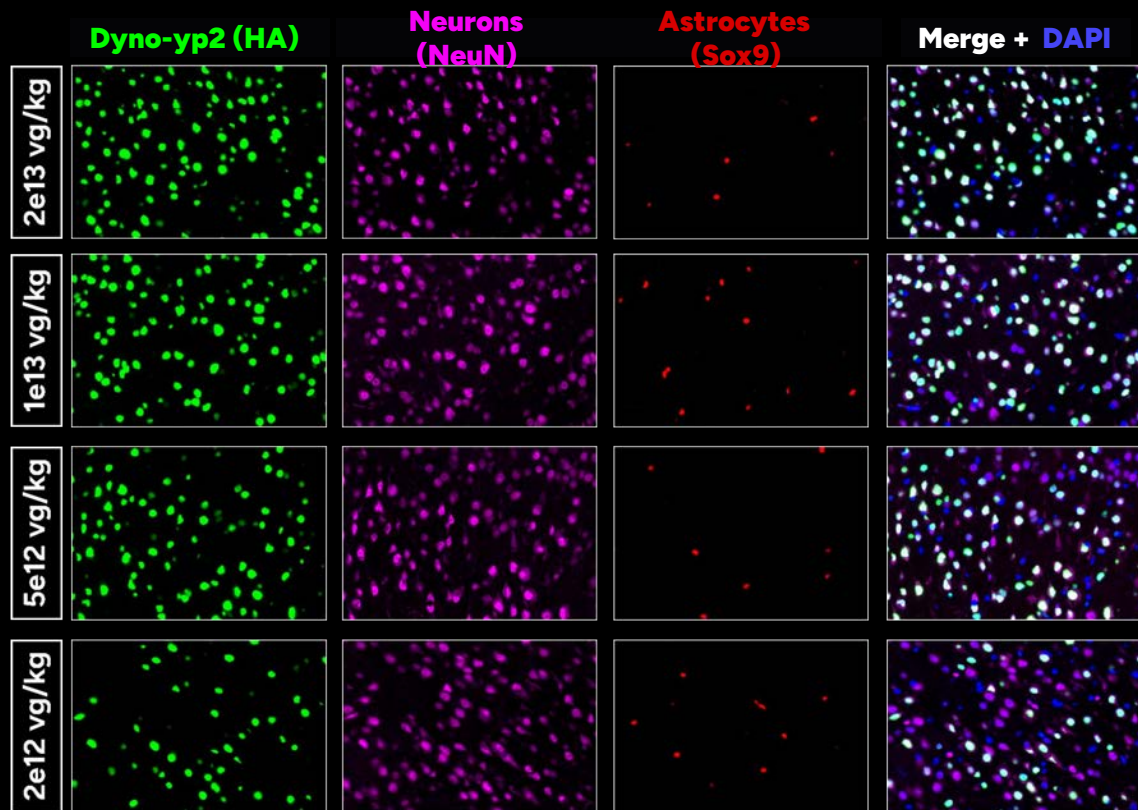 Dyno-yp2 (HA)
Neurons
(NeuN)
Astrocytes
(Sox9)
Merge + DAPI
2e13 vg/kg
1e13 vg/kg
5e12 vg/kg
2e12 vg/kg